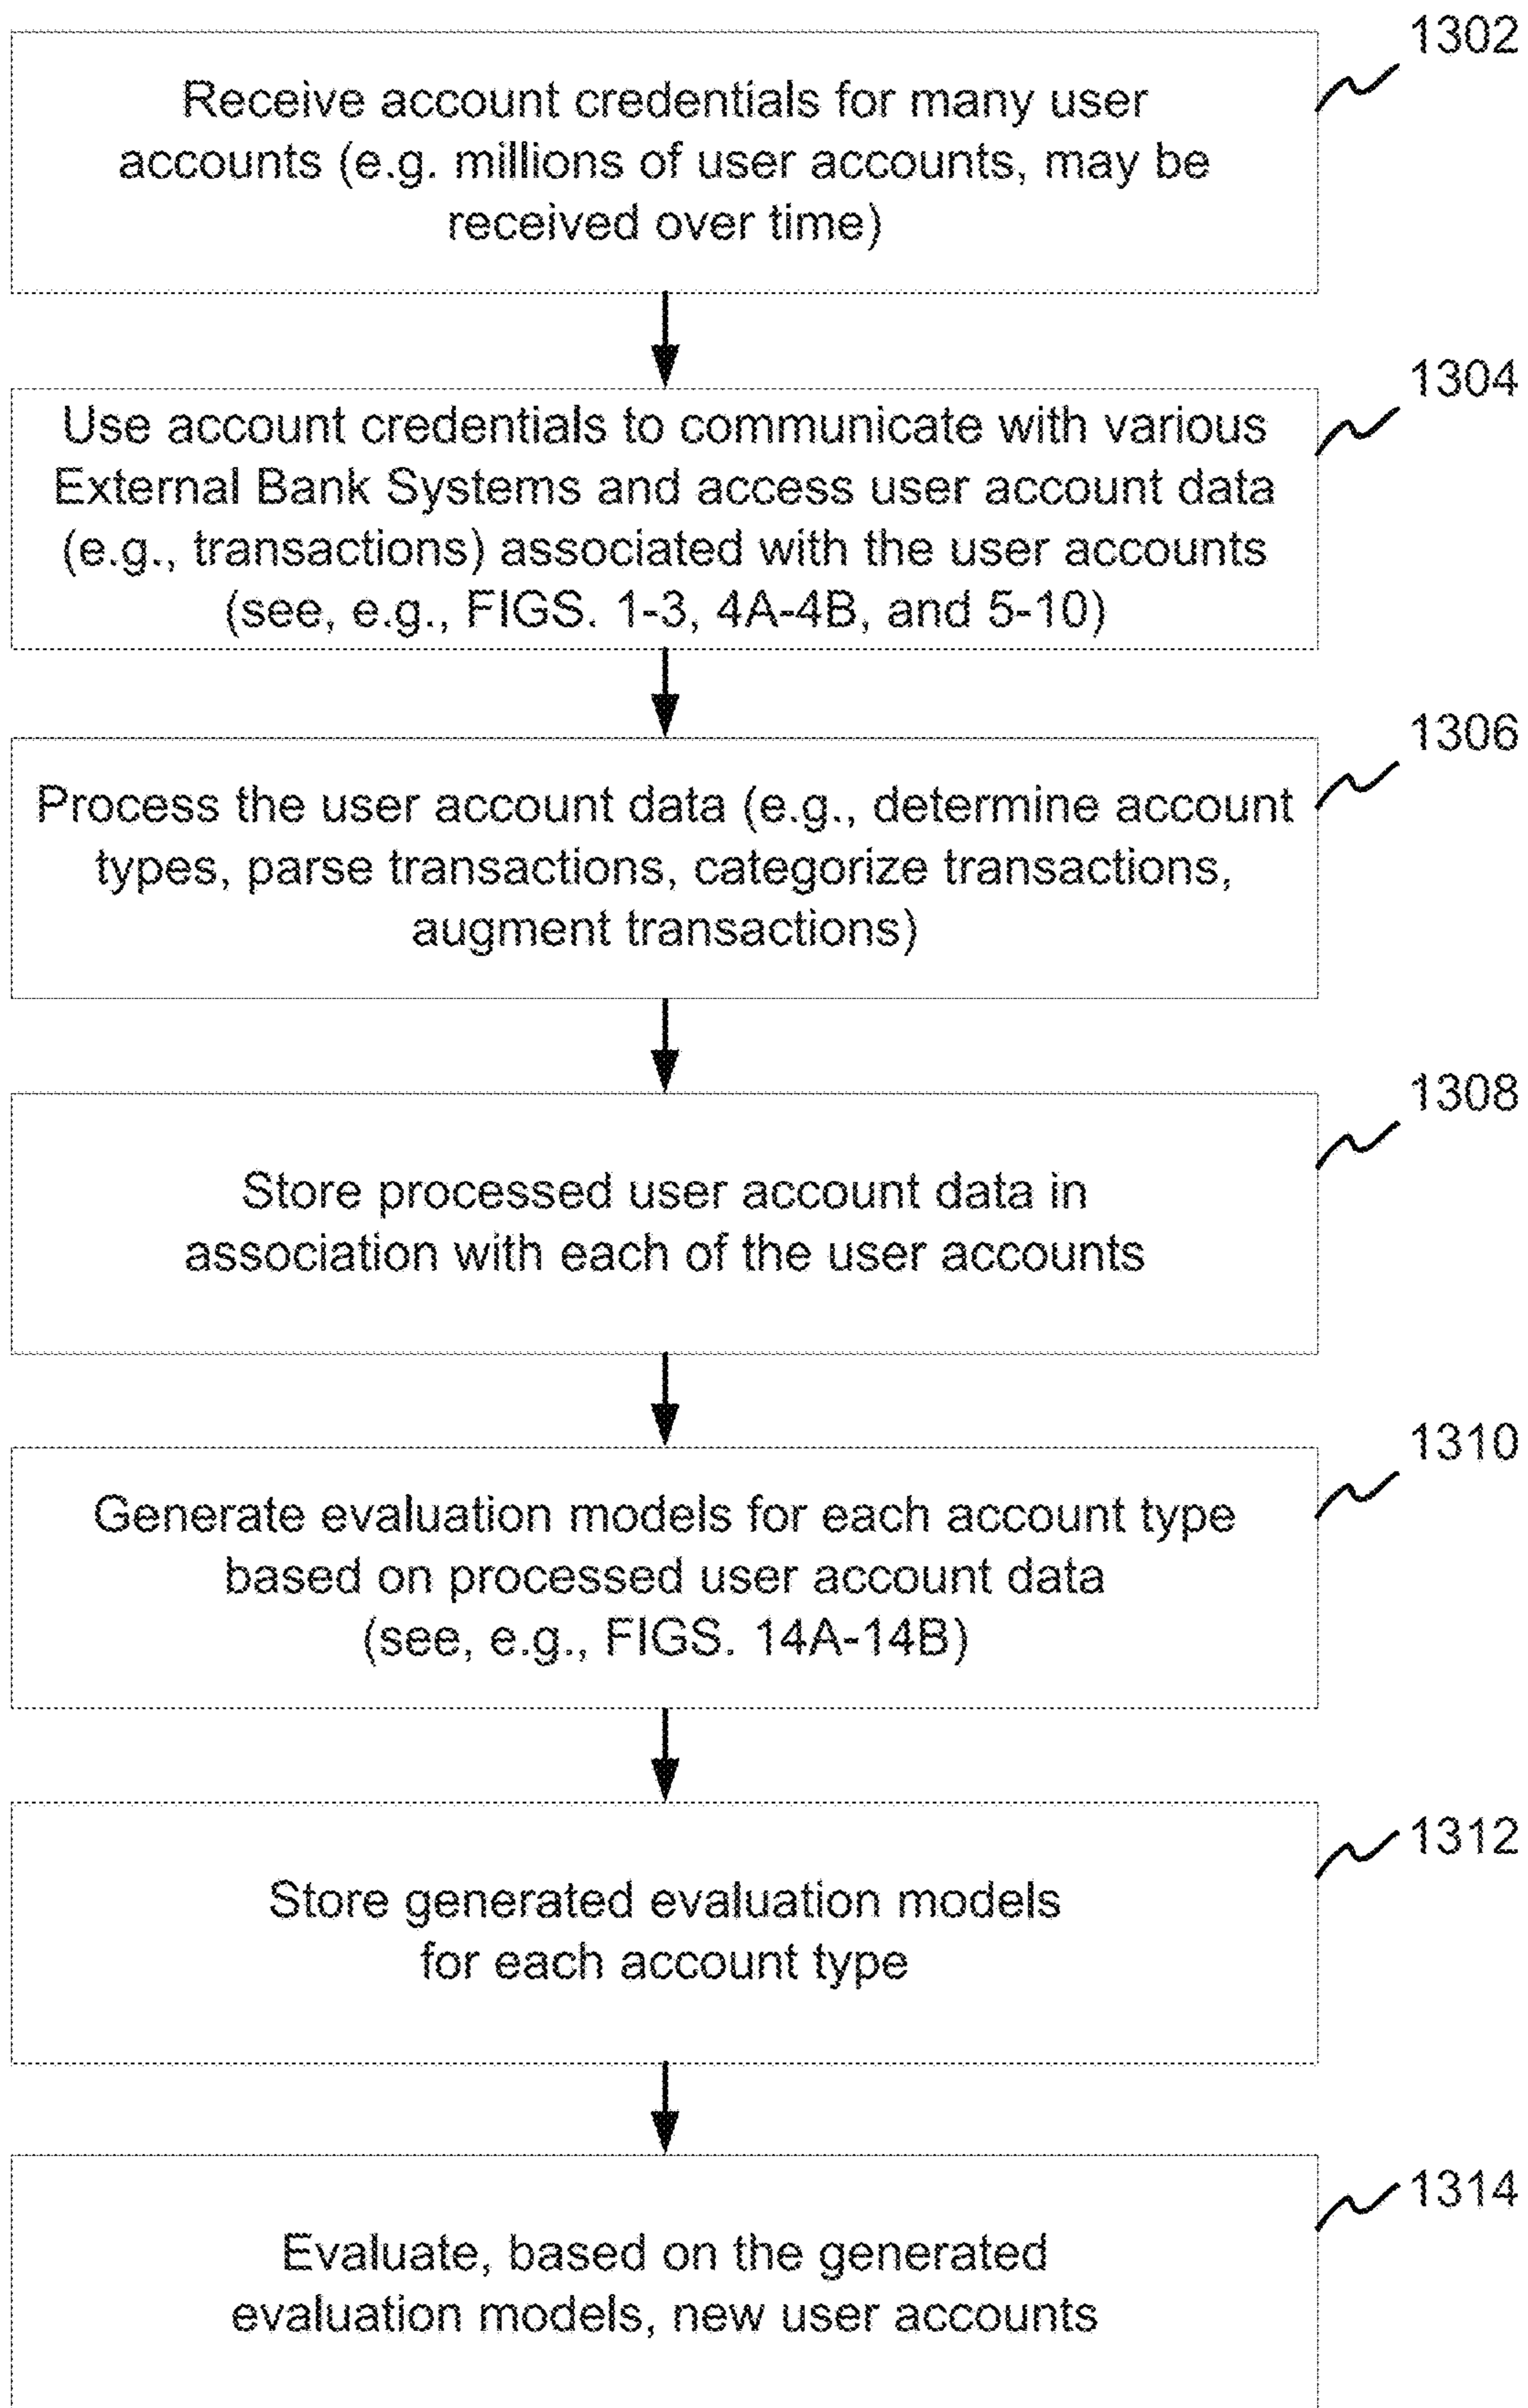 1302
Receive account credentials for many user
accounts (e.g. millions of user accounts, may be
received over time)
1304
Use account credentials to communicate with various
External Bank Systems and access user account data
(e.g., transactions) associated with the user accounts
(see, e.g., FIGS. 1-3, 4A-4B, and 5-10)
1306
Process the user account data (e.g., determine account
types, parse transactions, categorize transactions,
augment transactions)
1308
Store processed user account data in
association with each of the user accounts
1310
Generate evaluation models for each account type
based on processed user account data
(see, e.g., FIGS. 14A-14B)
1312
Store generated evaluation models
for each account type
1314
Evaluate, based on the generated
evaluation models, new user accounts